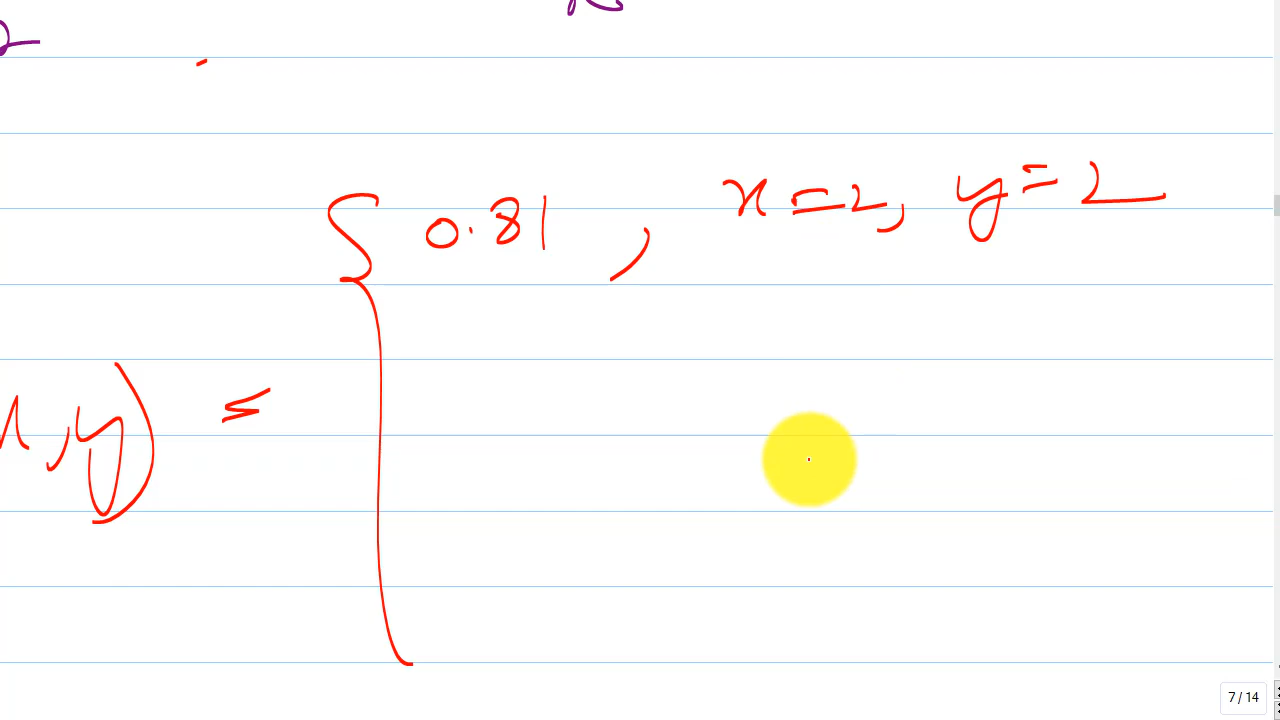 0.81 , x=2, y=2
,y) =
7 / 14